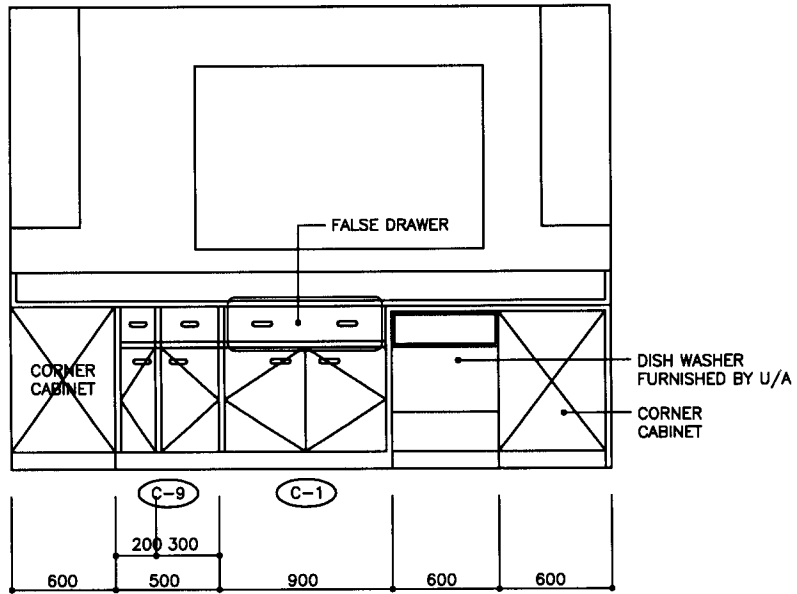 FALSE DRAWER
CORNER
CABINET
DISH WASHER
FURNISHED BY U/A
CORNER
CABINET
C-9
C-1
200 300
600
500
900
600
600